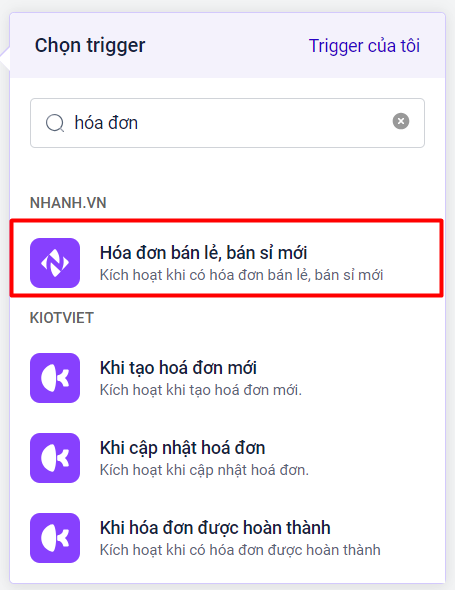 Chọn trigger
Trigger của tôi
hóa đơn
NHANH.VN
Hóa đơn bán lẻ, bán sỉ mới
Kích hoạt khi có hóa đơn bán lẻ, bán sỉ mới
KIOTVIET
Khi tạo hoá đơn mới
Kích hoạt khi tạo hoá đơn mới.
Khi cập nhật hoá đơn
Kích hoạt khi cập nhật hoá đơn.
Khi hóa đơn được hoàn thành
Kích hoạt khi có hóa đơn được hoàn thành